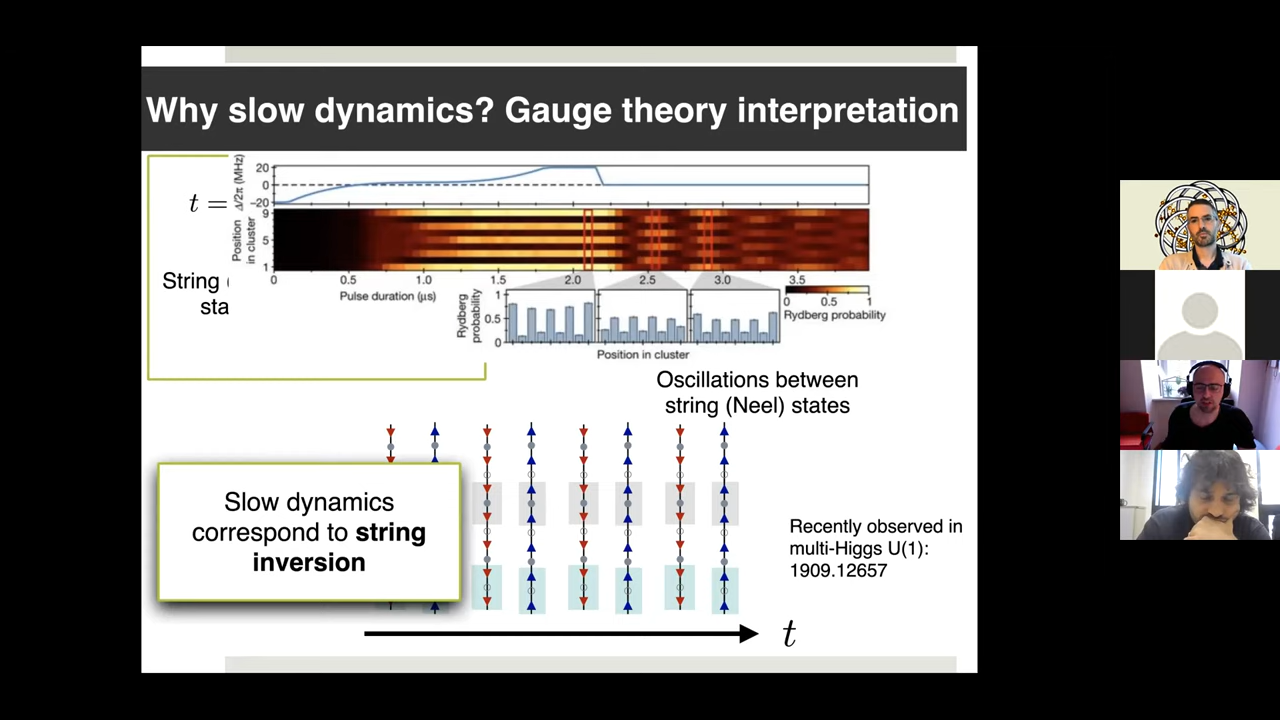 Why slow dynamics? Gauge theory interpretation
t =
String
sta
Δ/2π (MHz)
20
0
−20
Position
in cluster
9
5
1
0 0.5 1.0 1.5 2.0 2.5 3.0 3.5
Pulse duration (μs)
Rydberg
probability
1
0.5
0
Position in cluster
0 0.5 1
Rydberg probability
Oscillations between
string (Neel) states
Slow dynamics
correspond to string
inversion
Recently observed in
multi-Higgs U(1):
1909.12657
t